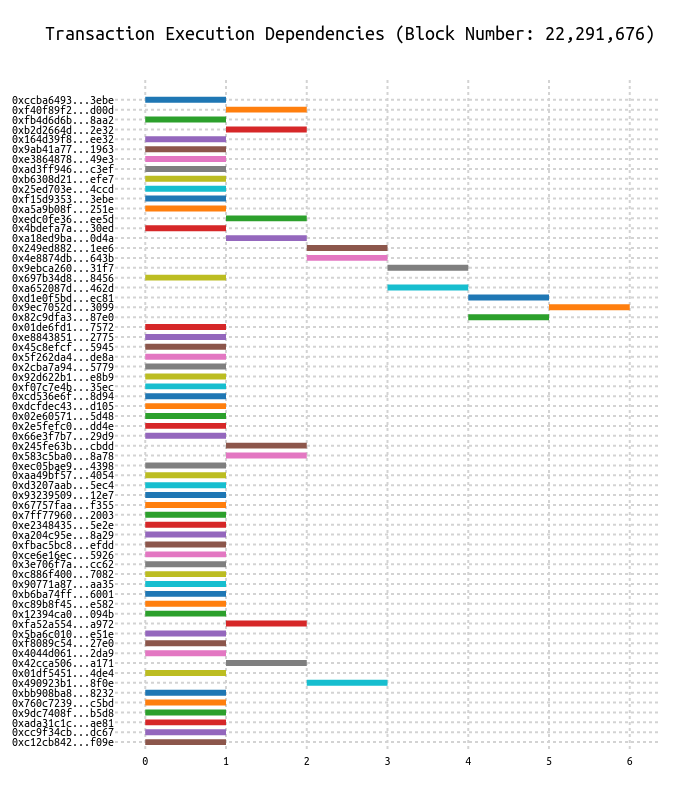 Transaction Execution Dependencies (Block Number: 22,291,676)
0xccba6493...3ebe
0xf40f89f2...d00d
0xfb4d6d6b...8aa2
0xb2d2664d...2e32
0x164d39f8...ee32
0x9ab41a77...1963
0xe3864878...49e3
0xad3ff946...c3ef
0xb6308d21...efe7
0x25ed703e...4ccd
0xf15d9353...3ebe
0xa5a9b08f...251e
0xedc0fe36...ee5d
0x4bdefa7a...30ed
0xa18ed9ba...0d4a
0x249ed882...1ee6
0x4e8874db...643b
0x9ebca260...31f7
0x697b34d8...8456
0xa652087d...462d
0xd1e0f5bd...ec81
0x9ec7052d...3099
0x82c9dfa3...87e0
0x01de6fd1...7572
0xe8843851...2775
0x45c8efcf...5945
0x5f262da4...de8a
0x2cba7a94...5779
0x92d622b1...e8b9
0xf07c7e4b...35ec
0xcd536e6f...8d94
0xdcfdec43...d105
0x02e60571...5d48
0x2e5fefc0...dd4e
0x66e3f7b7...29d9
0x245fe63b...cbdd
0x583c5ba0...8a78
0xec05bae9...4398
0xaa49bf57...4054
0xd3207aab...5ec4
0x93239509...12e7
0x67757faa...f355
0x7ff77960...2003
0xe2348435...5e2e
0xa204c95e...8a29
0xfbac5bc8...efdd
0xce6e16ec...5926
0x3e706f7a...cc62
0xc886f400...7082
0x90771a87...aa35
0xb6ba74ff...6001
0xc89b8f45...e582
0x12394ca0...094b
0xfa52a554...a972
0x5ba6c010...e51e
0xf8089c54...27e0
0x4044d061...2da9
0x42cca506...a171
0x01df5451...4de4
0x490923b1...8f0e
0xbb908ba8...8232
0x760c7239...c5bd
0x9dc7408f...b5d8
0xada31c1c...ae81
0xcc9f34cb...dc67
0xc12cb842...f09e
0 1 2 3 4 5 6